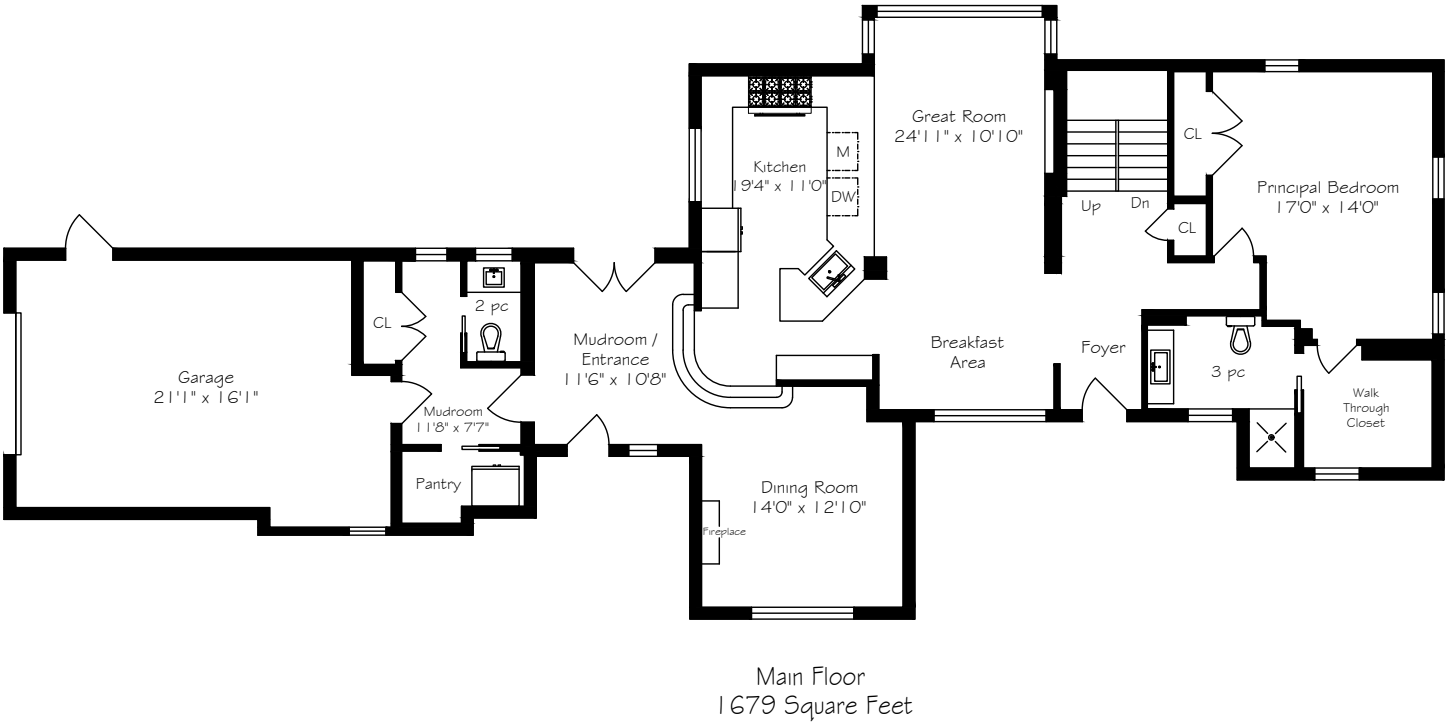 Great Room
24'11" x 10'10"
CL
M
Kitchen
19'4" x 11'0"
DW
Principal Bedroom
17'0" x 14'0"
Up
Dn
CL
2 pc
CL
Mudroom /
Entrance
11'6" x 10'8"
Breakfast
Area
Foyer
Garage
21'1" x 16'1"
3 pc
Mudroom
11'8" x 7'7"
Walk
Through
Closet
Pantry
Dining Room
14'0" x 12'10"
Fireplace
Main Floor
1679 Square Feet